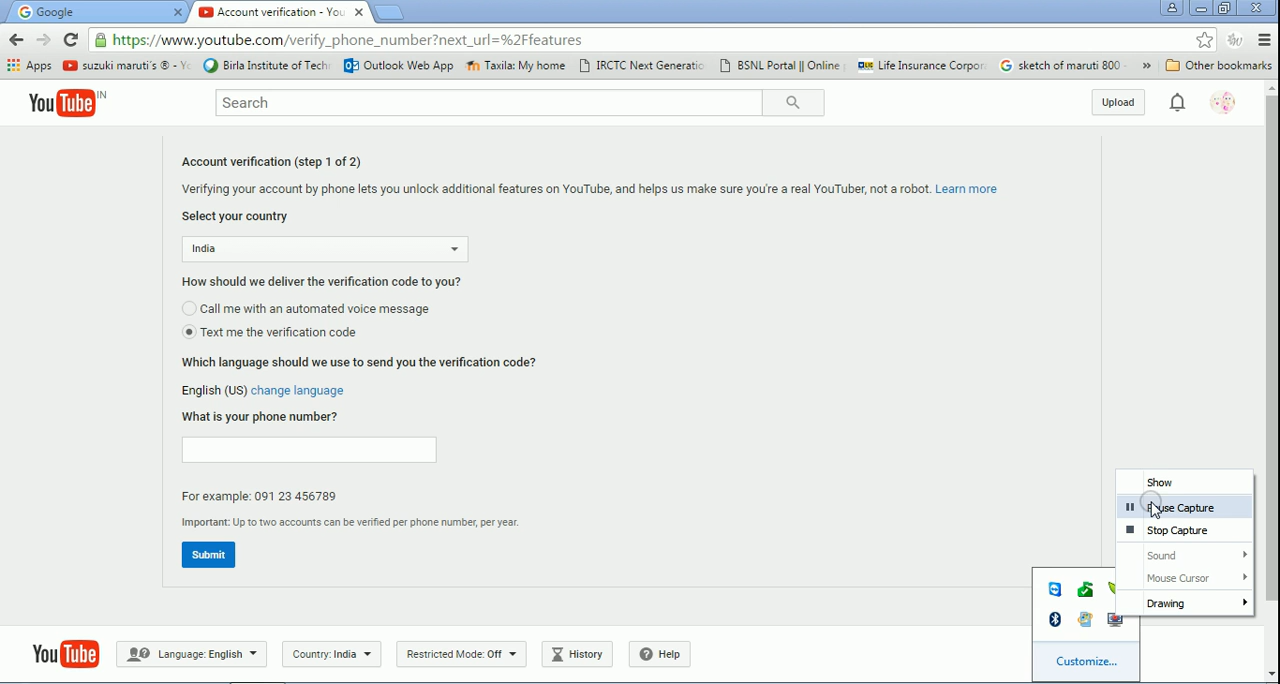 Google
Account verification - You
https://www.youtube.com/verify_phone_number?next_url=%2Ffeatures
Apps suzuki maruti's ® - Yo Birla Institute of Techn Outlook Web App Taxila: My home IRCTC Next Generatio BSNL Portal || Online Life Insurance Corpor sketch of maruti 800 - » Other bookmarks
YouTube IN
Search
Upload
Account verification (step 1 of 2)
Verifying your account by phone lets you unlock additional features on YouTube, and helps us make sure you're a real YouTuber, not a robot. Learn more
Select your country
India
How should we deliver the verification code to you?
Call me with an automated voice message
Text me the verification code
Which language should we use to send you the verification code?
English (US) change language
What is your phone number?
For example: 091 23 456789
Important: Up to two accounts can be verified per phone number, per year.
Submit
Show
Pause Capture
Stop Capture
Sound
Mouse Cursor
Drawing
Customize...
YouTube Language: English Country: India Restricted Mode: Off History Help